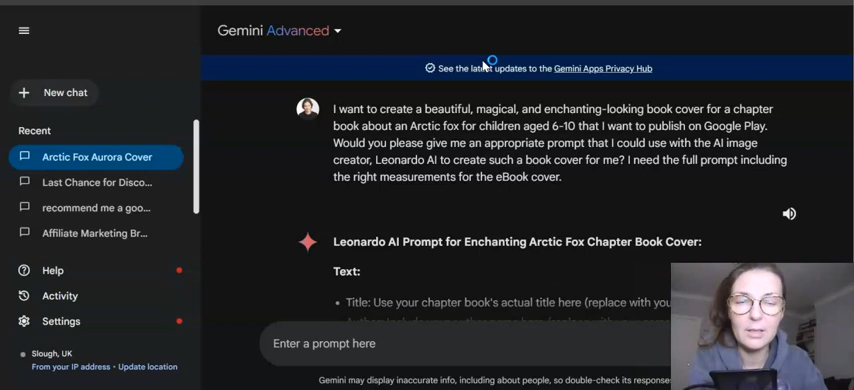 Gemini Advanced
See the latest updates to the Gemini Apps Privacy Hub
New chat
Recent
Arctic Fox Aurora Cover
Last Chance for Disco...
recommend me a goo...
Affiliate Marketing Br...
Help
Activity
Settings
Slough, UK
From your IP address • Update location
I want to create a beautiful, magical, and enchanting-looking book cover for a chapter
book about an Arctic fox for children aged 6-10 that I want to publish on Google Play.
Would you please give me an appropriate prompt that I could use with the AI image
creator, Leonardo AI to create such a book cover for me? I need the full prompt including
the right measurements for the eBook cover.
Leonardo AI Prompt for Enchanting Arctic Fox Chapter Book Cover:
Text:
• Title: Use your chapter book's actual title here (replace with you
Enter a prompt here
Gemini may display inaccurate info, including about people, so double-check its responses